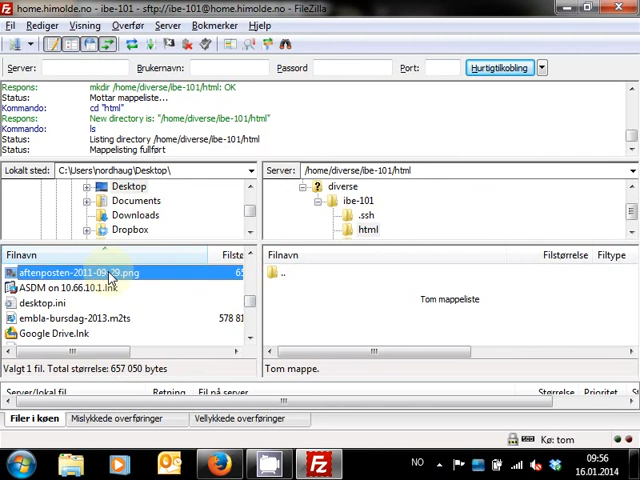 home.himolde.no - ibe-101 - sftp://ibe-101@home.himolde.no - FileZilla
Fil Rediger Visning Overfør Server Bokmerker Hjelp
Server: Brukernavn: Passord Port: Hurtigtilkobling
Respons: mkdir /home/diverse/ibe-101/html: OK
Status: Mottar mappeliste...
Kommando: cd "html"
Respons: New directory is: "/home/diverse/ibe-101/html"
Kommando: ls
Status: Listing directory /home/diverse/ibe-101/html
Status: Mappelisting fullført
Lokalt sted: C:\Users\nordhaug\Desktop\
Server: /home/diverse/ibe-101/html
Desktop
Documents
Downloads
Dropbox
diverse
ibe-101
.ssh
html
Filnavn Filstø
aftenposten-2011-09-29.png 65
ASDM on 10.66.10.1.lnk
desktop.ini
embla-bursdag-2013.m2ts 578 81
Google Drive.lnk
Valgt 1 fil. Total størrelse: 657 050 bytes
Filnavn Filstørrelse Filtype
..
Tom mappeliste
Tom mappe.
Server/lokal fil Retning Fil på server Størrelse Prioritet
Filer i køen Mislykkede overføringer Vellykkede overføringer
Kø: tom
NO
09:56
16.01.2014